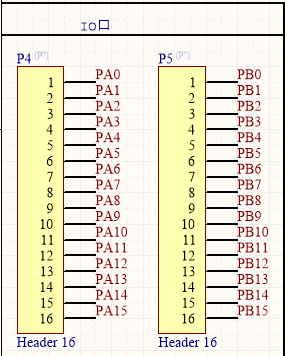 IO口
P4 (P?)
1 PA0
2 PA1
3 PA2
4 PA3
5 PA4
6 PA5
7 PA6
8 PA7
9 PA8
10 PA9
11 PA10
12 PA11
13 PA12
14 PA13
15 PA14
16 PA15
Header 16
P5 (P?)
1 PB0
2 PB1
3 PB2
4 PB3
5 PB4
6 PB5
7 PB6
8 PB7
9 PB8
10 PB9
11 PB10
12 PB11
13 PB12
14 PB13
15 PB14
16 PB15
Header 16